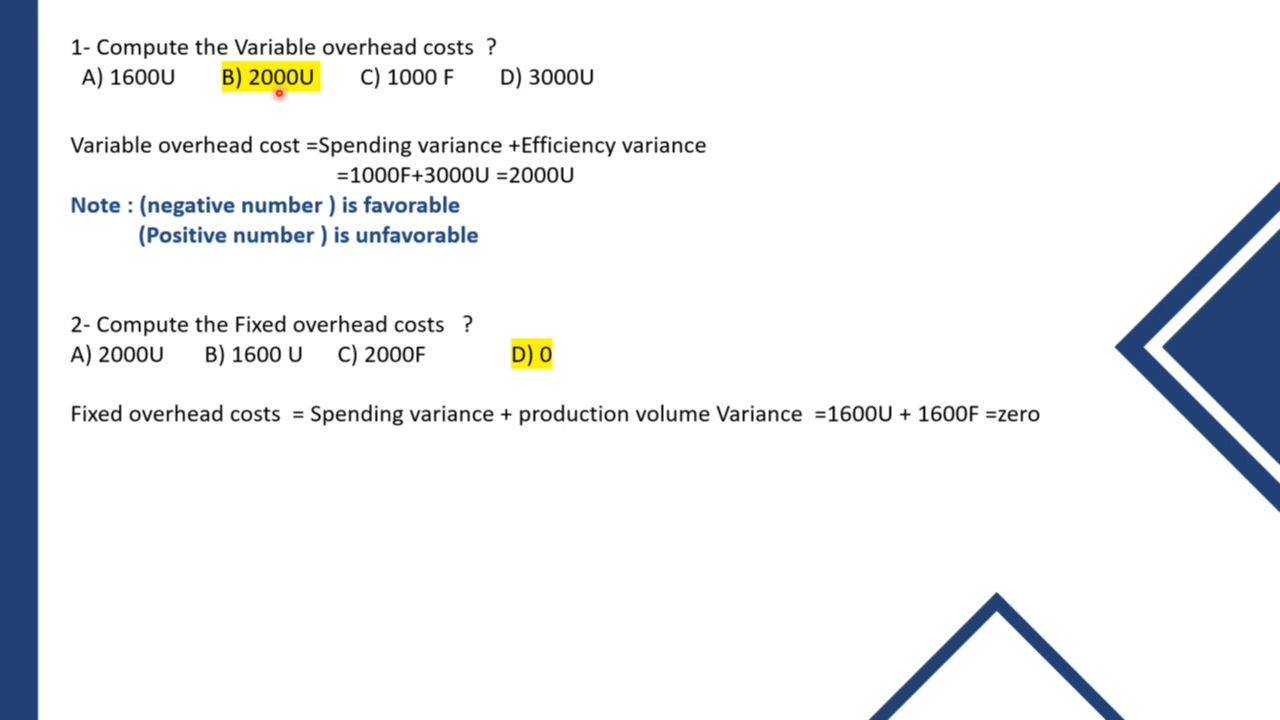 1- Compute the Variable overhead costs ?
A) 1600U B) 2000U C) 1000 F D) 3000U
Variable overhead cost =Spending variance +Efficiency variance
=1000F+3000U =2000U
Note : (negative number ) is favorable
(Positive number ) is unfavorable
2- Compute the Fixed overhead costs ?
A) 2000U B) 1600 U C) 2000F D) 0
Fixed overhead costs = Spending variance + production volume Variance =1600U + 1600F =zero